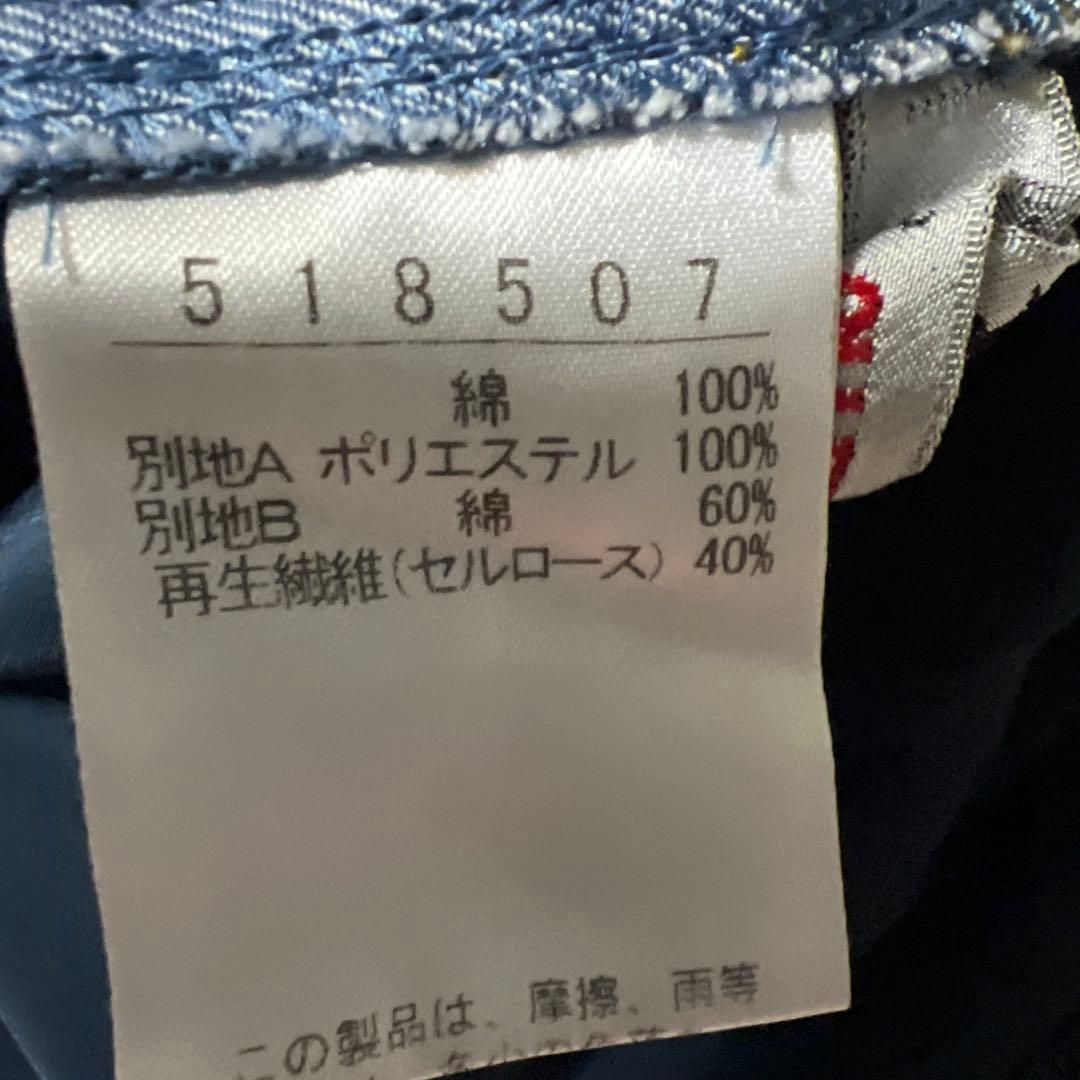 518507
綿 100%
別地A ポリエステル 100%
別地B 綿 60%
再生繊維(セルロース) 40%
この製品は、摩擦、雨等